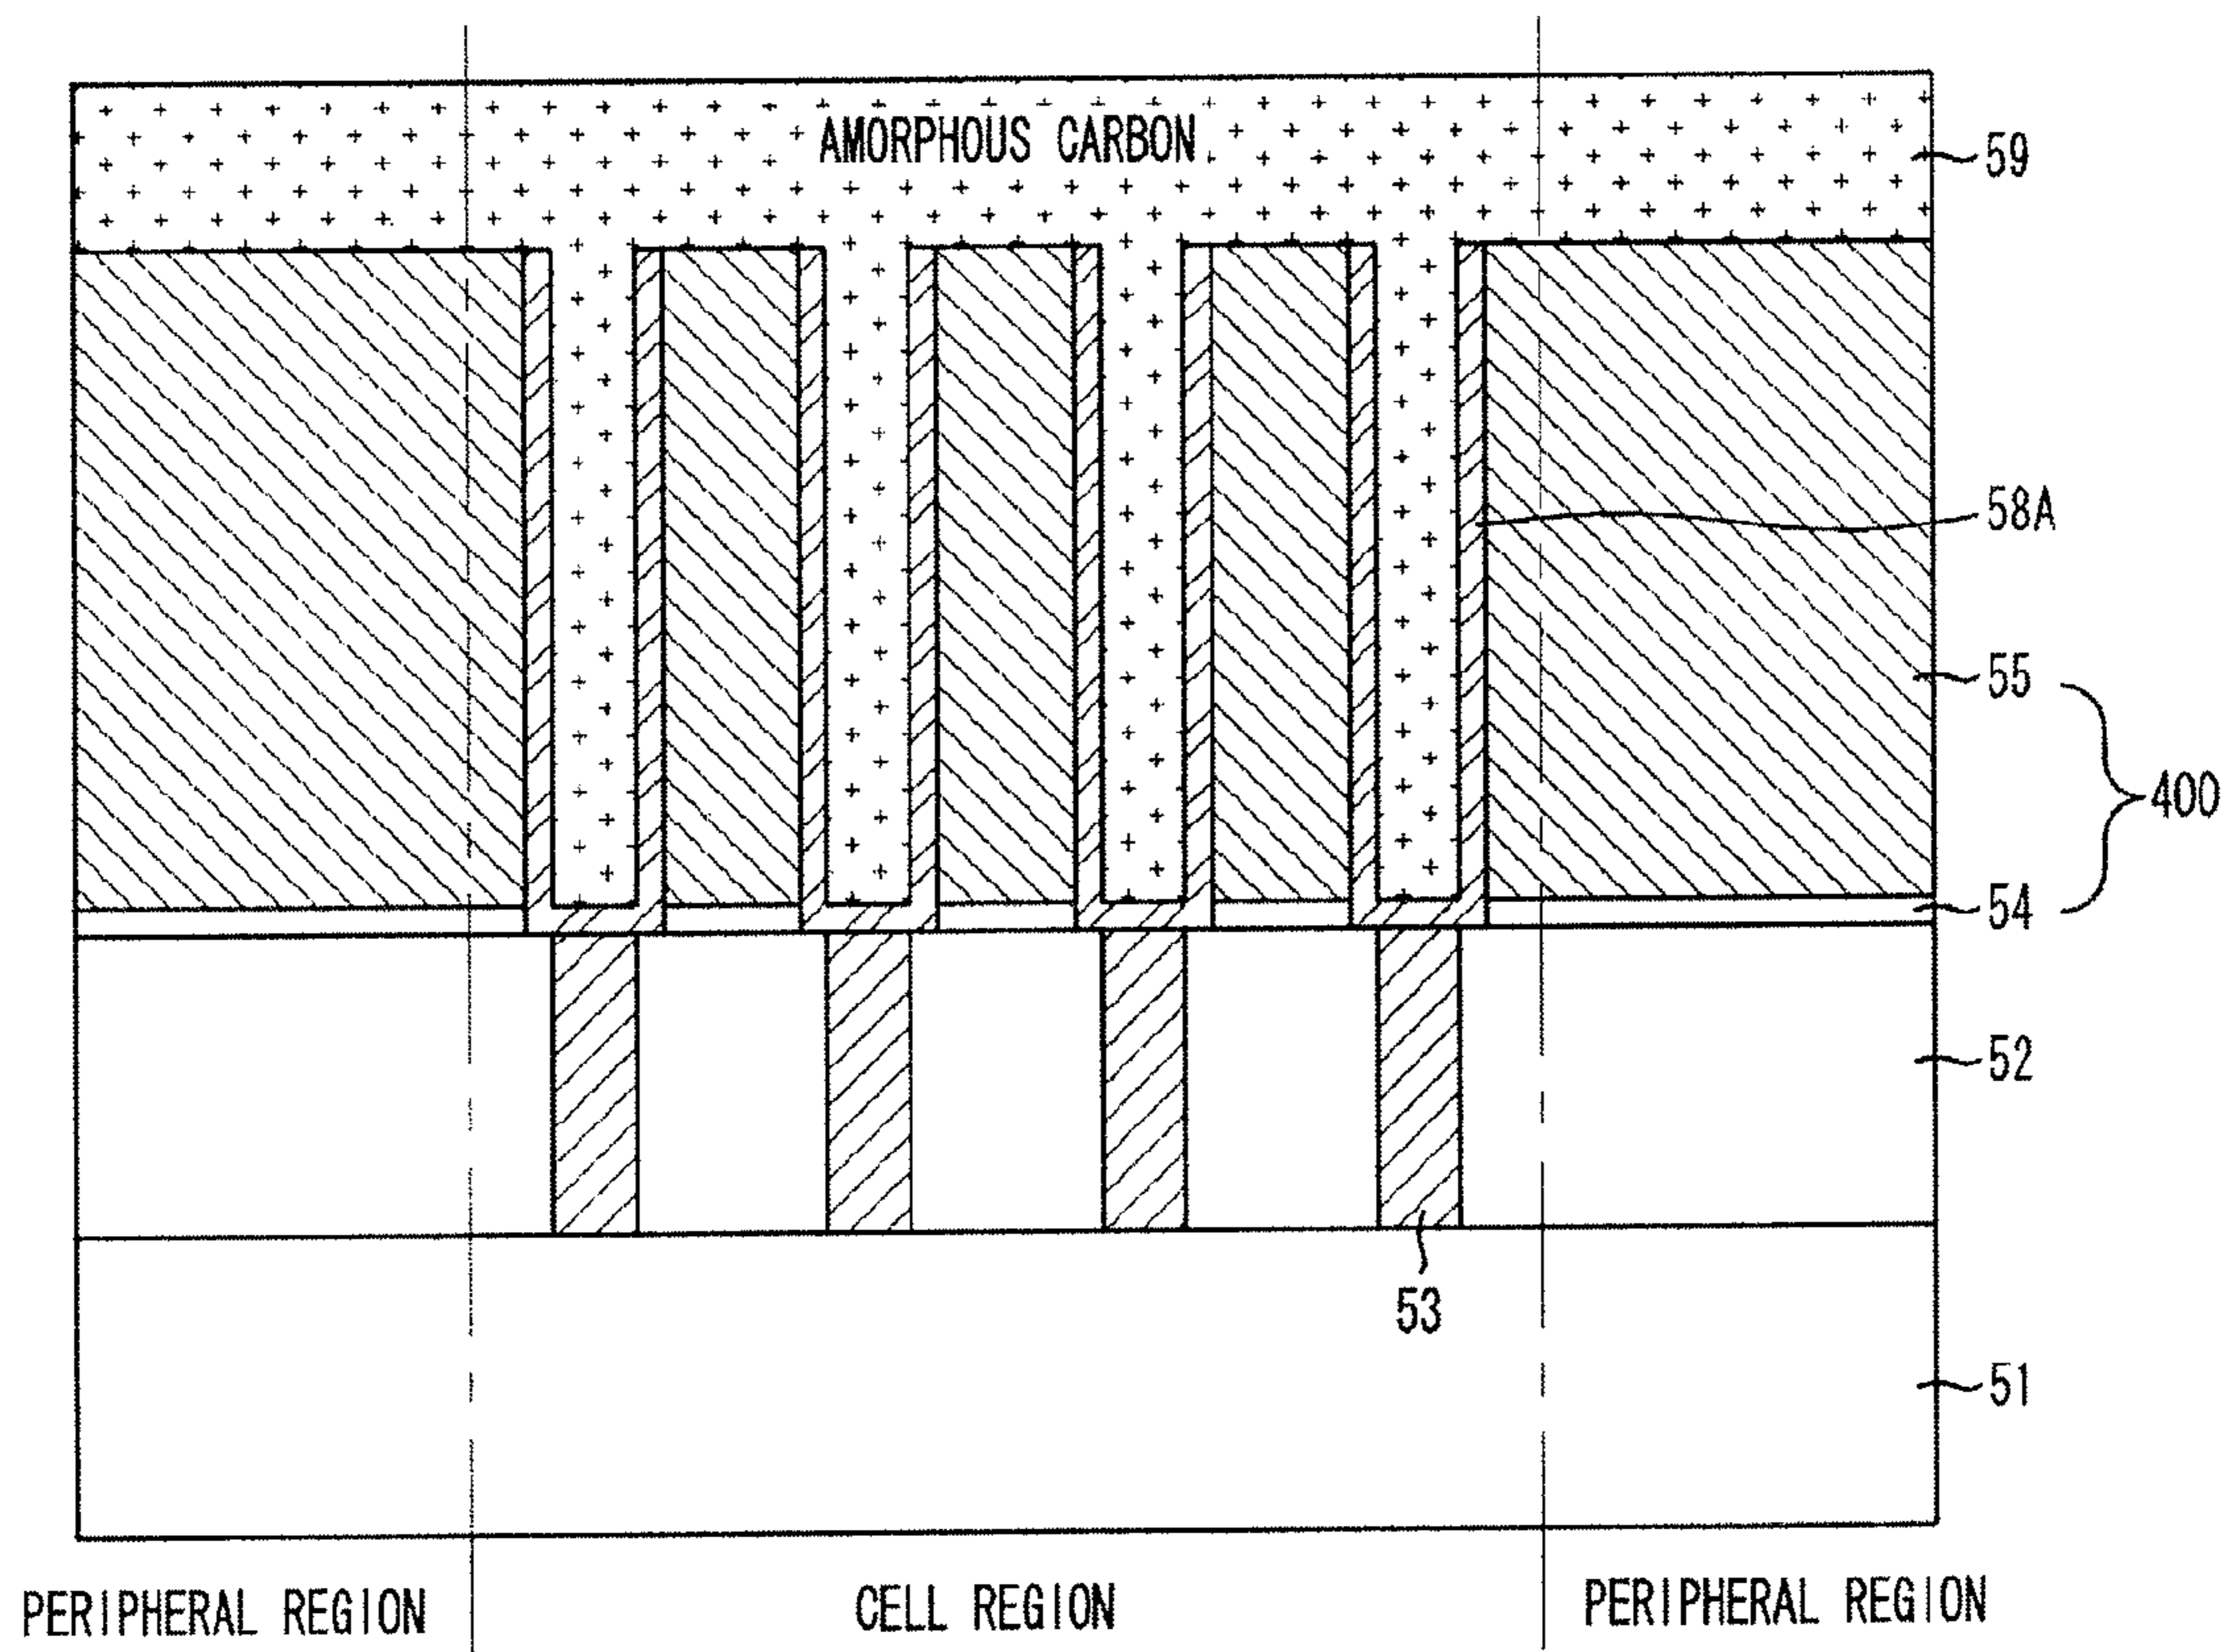 AMORPHOUS CARBON
59
58A
55
400
54
52
53
51
PERIPHERAL REGION
CELL REGION
PERIPHERAL REGION